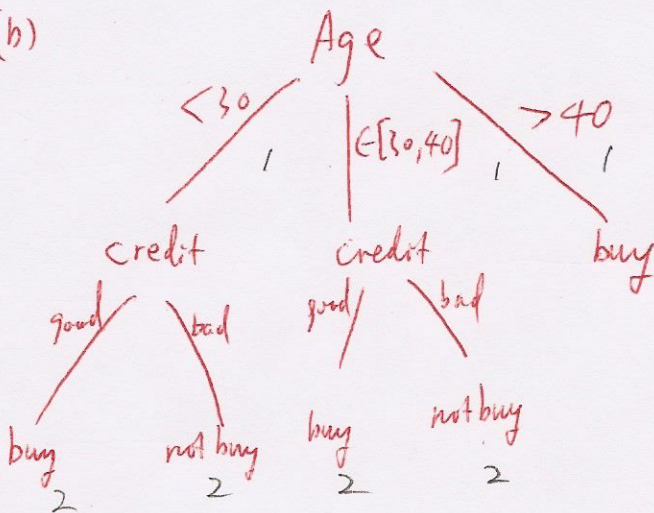 (b)
Age
<30 ∈[30,40] >40
1 1 1
credit credit buy
good bad good bad
buy not buy buy not buy
2 2 2 2